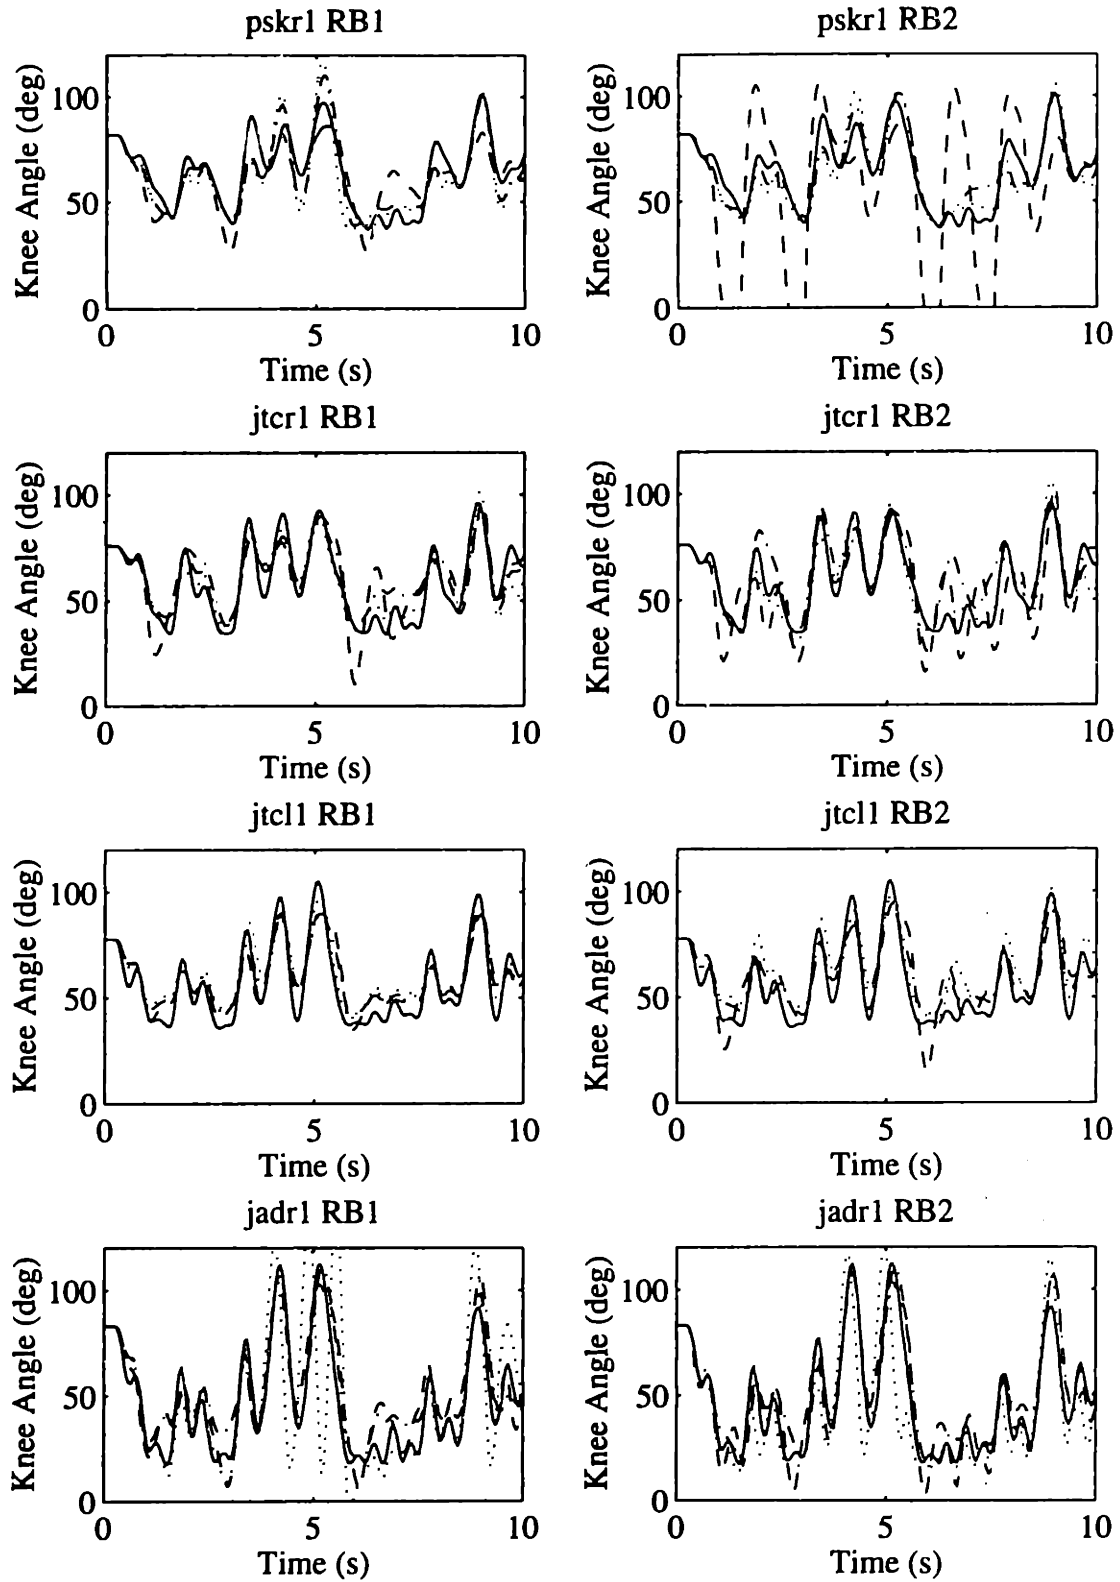 pskr1 RB1
pskr1 RB2
Knee Angle (deg)
100
50
0
0
5
10
Time (s)
Knee Angle (deg)
100
50
0
0
5
10
Time (s)
jtcr1 RB1
jtcr1 RB2
Knee Angle (deg)
100
50
0
0
5
10
Time (s)
Knee Angle (deg)
100
50
0
0
5
10
Time (s)
jtcl1 RB1
jtcl1 RB2
Knee Angle (deg)
100
50
0
0
5
10
Time (s)
Knee Angle (deg)
100
50
0
0
5
10
Time (s)
jadr1 RB1
jadr1 RB2
Knee Angle (deg)
100
50
0
0
5
10
Time (s)
Knee Angle (deg)
100
50
0
0
5
10
Time (s)